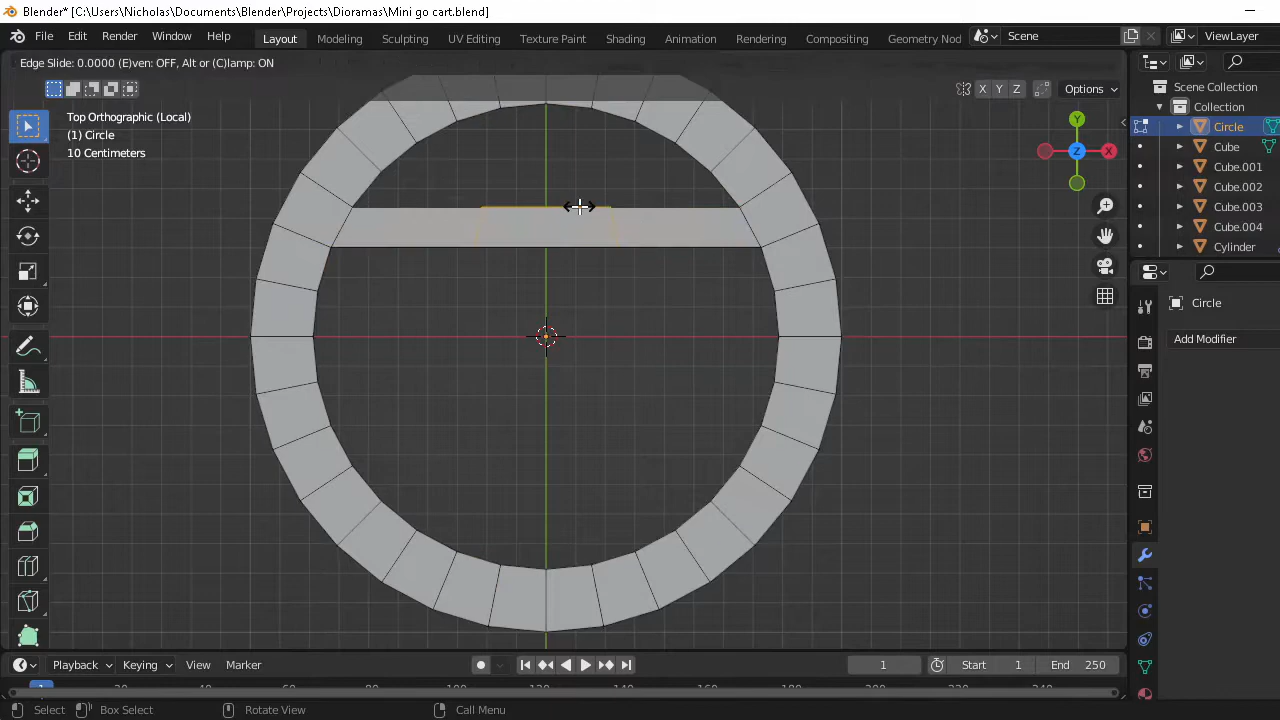 Blender* [C:\Users\Nicholas\Documents\Blender\Projects\Dioramas\Mini go cart.blend]
File Edit Render Window Help Layout Modeling Sculpting UV Editing Texture Paint Shading Animation Rendering Compositing Geometry Nod Scene ViewLayer
Edge Slide: 0.0000 (E)ven: OFF, Alt or (C)lamp: ON
X Y Z Options
Scene Collection
Collection
Circle
Cube
Cube.001
Cube.002
Cube.003
Cube.004
Cylinder
Top Orthographic (Local)
(1) Circle
10 Centimeters
Y
Z
X
Circle
Add Modifier
Playback Keying View Marker 1 Start 1 End 250
1
Select Box Select Rotate View Call Menu